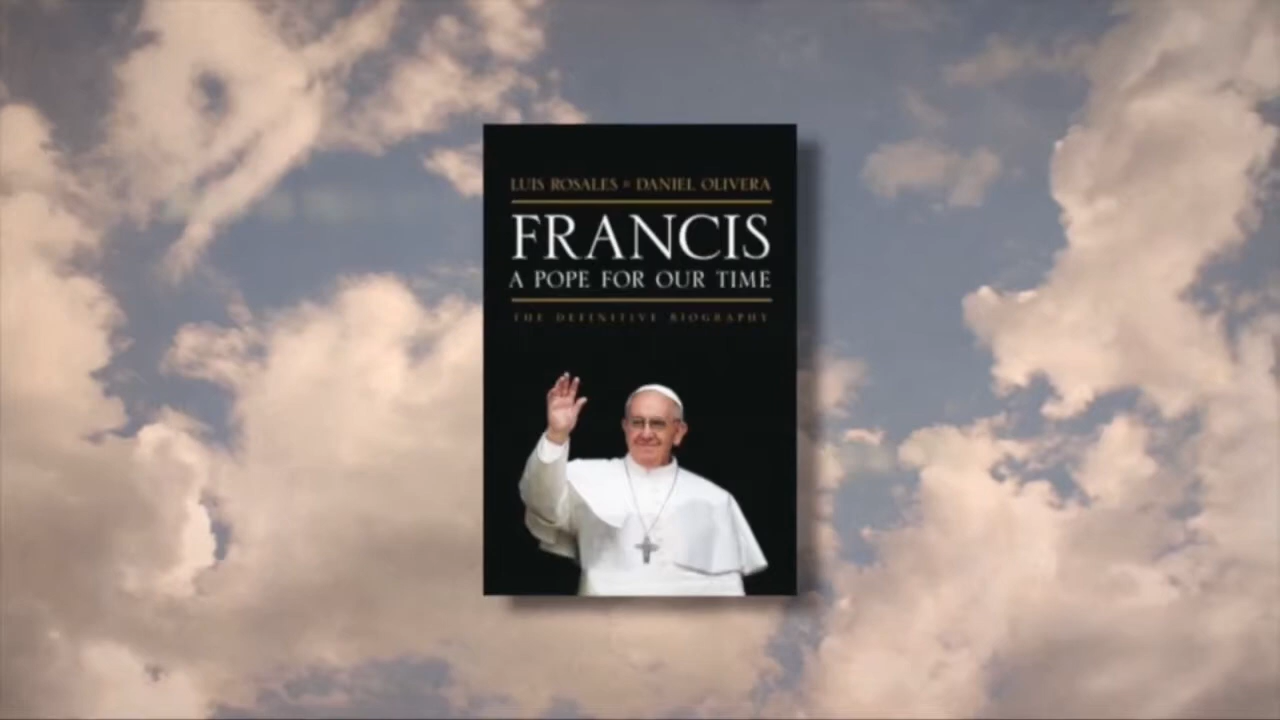 LUIS ROSALES & DANIEL OLIVERA
FRANCIS
A POPE FOR OUR TIME
THE DEFINITIVE BIOGRAPHY